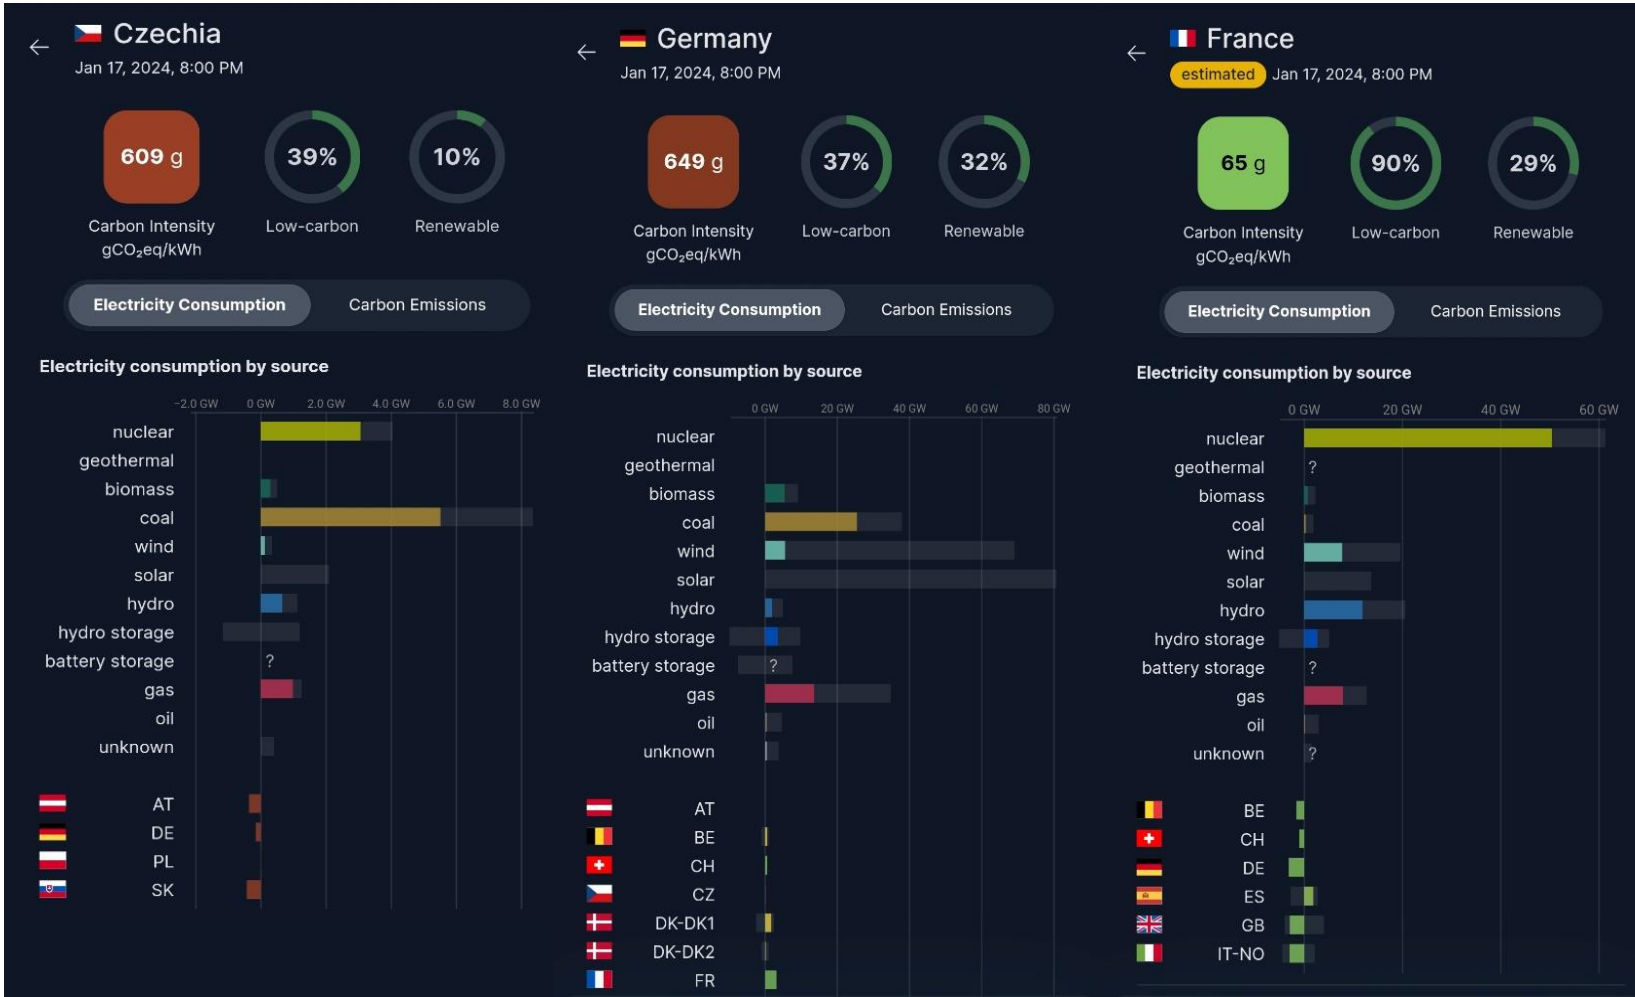 Czechia
Jan 17, 2024, 8:00 PM
609 g
39%
10%
Carbon Intensity
gCO₂eq/kWh
Low-carbon
Renewable
Electricity Consumption
Carbon Emissions
Electricity consumption by source
−2.0 GW 0 GW 2.0 GW 4.0 GW 6.0 GW 8.0 GW
nuclear
geothermal
biomass
coal
wind
solar
hydro
hydro storage
battery storage ?
gas
oil
unknown
AT
DE
PL
SK
Germany
Jan 17, 2024, 8:00 PM
649 g
37%
32%
Carbon Intensity
gCO₂eq/kWh
Low-carbon
Renewable
Electricity Consumption
Carbon Emissions
Electricity consumption by source
0 GW 20 GW 40 GW 60 GW 80 GW
nuclear
geothermal
biomass
coal
wind
solar
hydro
hydro storage
battery storage ?
gas
oil
unknown
AT
BE
CH
CZ
DK-DK1
DK-DK2
FR
France
estimated Jan 17, 2024, 8:00 PM
65 g
90%
29%
Carbon Intensity
gCO₂eq/kWh
Low-carbon
Renewable
Electricity Consumption
Carbon Emissions
Electricity consumption by source
0 GW 20 GW 40 GW 60 GW
nuclear
geothermal ?
biomass
coal
wind
solar
hydro
hydro storage
battery storage ?
gas
oil
unknown ?
BE
CH
DE
ES
GB
IT-NO